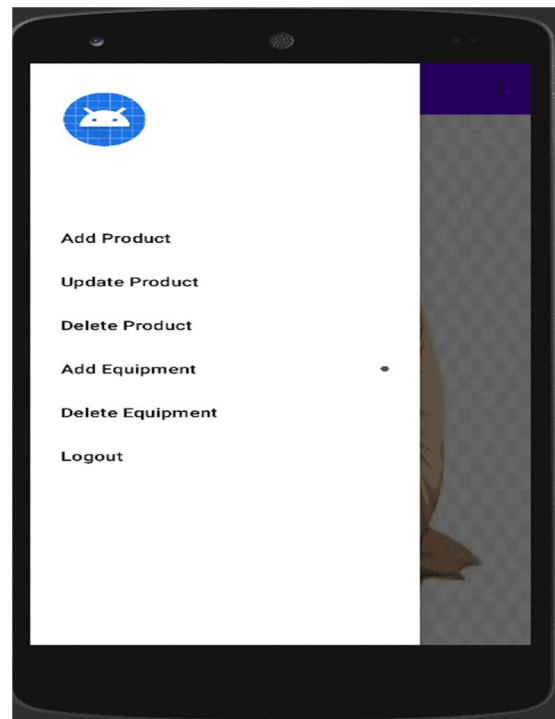 Add Product
Update Product
Delete Product
Add Equipment
Delete Equipment
Logout